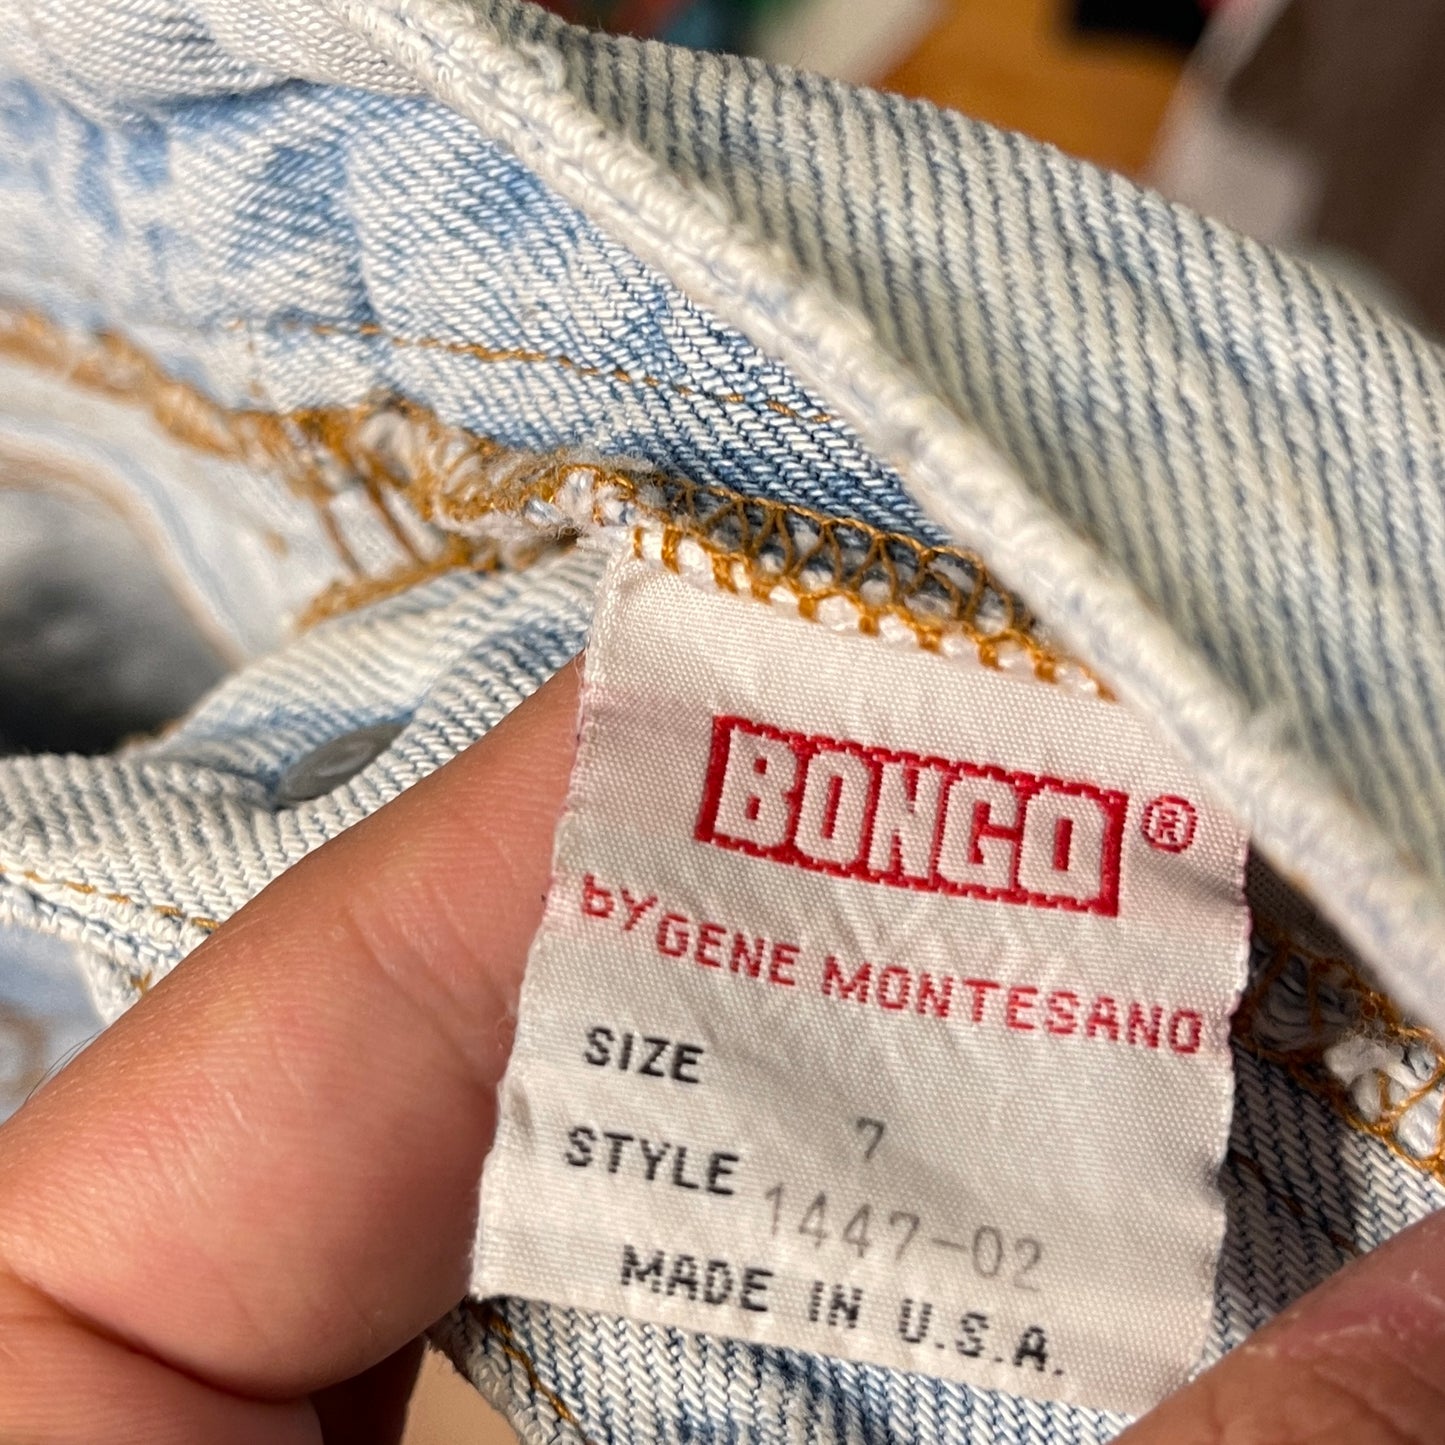 BONGO ®
by GENE MONTESANO
SIZE 7
STYLE 1447-02
MADE IN U.S.A.